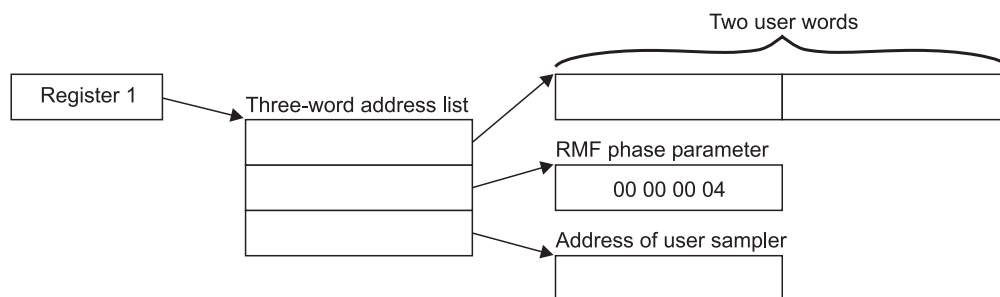 Two user words
Register 1
Three-word address list
RMF phase parameter
00 00 00 04
Address of user sampler